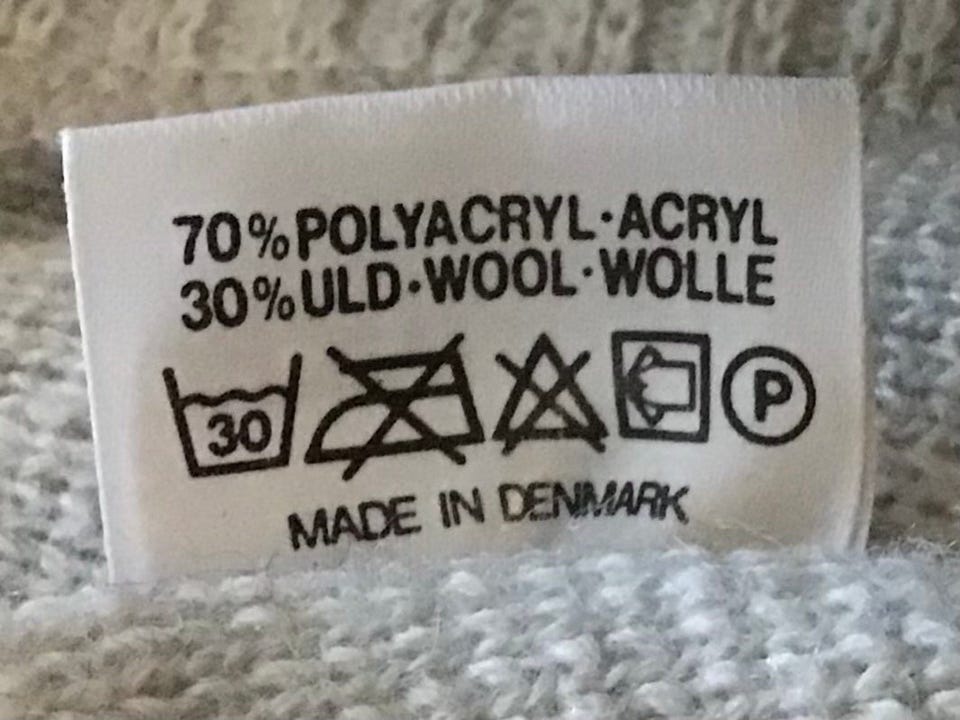 70% POLYACRYL·ACRYL
30% ULD·WOOL·WOLLE
30 P
MADE IN DENMARK